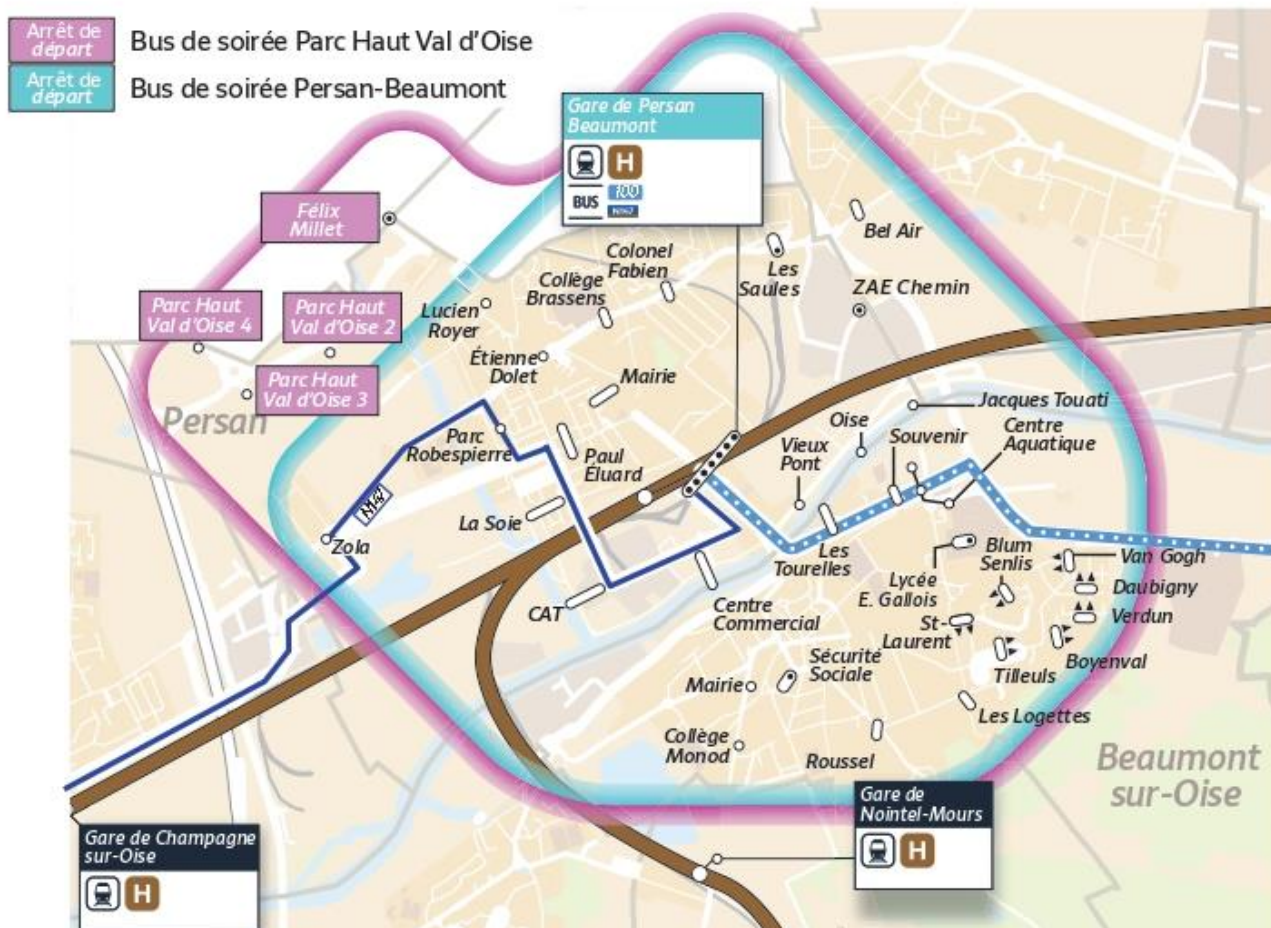 Arrêt de
départ
Bus de soirée Parc Haut Val d'Oise
Arrêt de
départ
Bus de soirée Persan-Beaumont
Gare de Persan
Beaumont
H
BUS
100
Félix
Millet
Bel Air
Colonel
Fabien
Les
Saules
Collège
Brassens
ZAE Chemin
Parc Haut
Val d'Oise 4
Parc Haut
Val d'Oise 2
Lucien
Royer
Étienne
Dolet
Mairie
Parc Haut
Val d'Oise 3
Persan
Jacques Touati
Oise
Souvenir
Centre
Aquatique
Vieux
Pont
Parc
Robespierre
Paul
Éluard
La Soie
Zola
Les
Tourelles
Blum
Senlis
Van Gogh
Lycée
E. Gallois
Daubigny
CAT
Centre
Commercial
St-
Laurent
Verdun
Boyenval
Tilleuls
Sécurité
Sociale
Mairie
Les Logettes
Collège
Monod
Roussel
Beaumont
sur-Oise
Gare de
Nointel-Mours
H
Gare de Champagne
sur-Oise
H